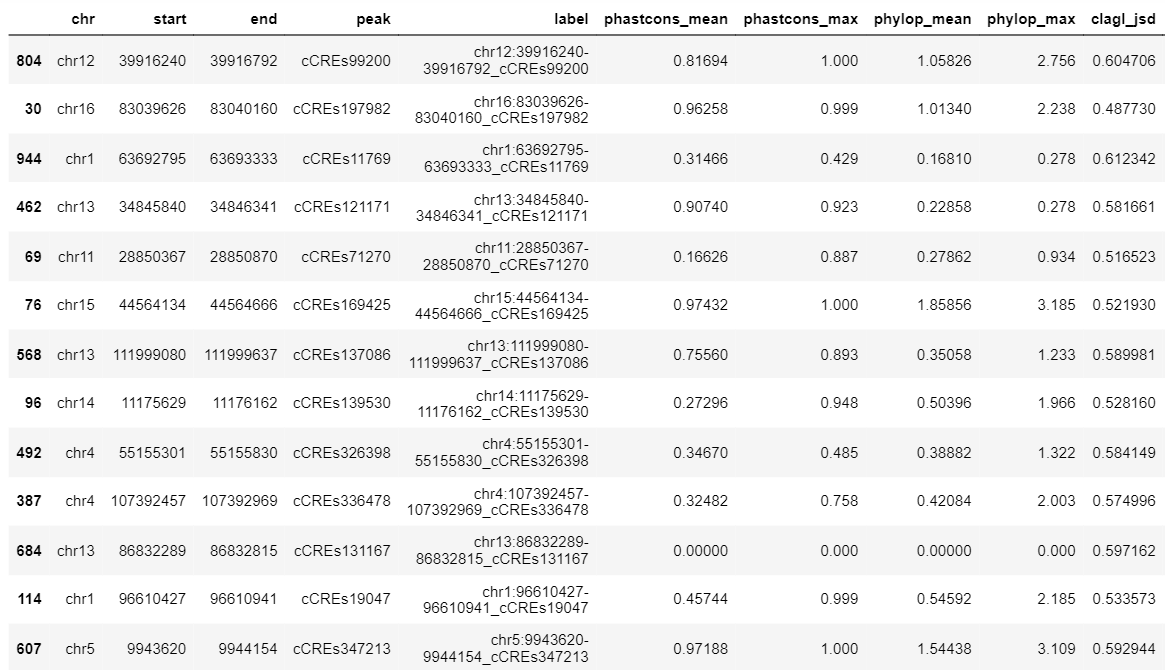 chr start end peak label phastcons_mean phastcons_max phylop_mean phylop_max clagl_jsd
804 chr12 39916240 39916792 cCREs99200 chr12:39916240-
39916792_cCREs99200 0.81694 1.000 1.05826 2.756 0.604706
30 chr16 83039626 83040160 cCREs197982 chr16:83039626-
83040160_cCREs197982 0.96258 0.999 1.01340 2.238 0.487730
944 chr1 63692795 63693333 cCREs11769 chr1:63692795-
63693333_cCREs11769 0.31466 0.429 0.16810 0.278 0.612342
462 chr13 34845840 34846341 cCREs121171 chr13:34845840-
34846341_cCREs121171 0.90740 0.923 0.22858 0.278 0.581661
69 chr11 28850367 28850870 cCREs71270 chr11:28850367-
28850870_cCREs71270 0.16626 0.887 0.27862 0.934 0.516523
76 chr15 44564134 44564666 cCREs169425 chr15:44564134-
44564666_cCREs169425 0.97432 1.000 1.85856 3.185 0.521930
568 chr13 111999080 111999637 cCREs137086 chr13:111999080-
111999637_cCREs137086 0.75560 0.893 0.35058 1.233 0.589981
96 chr14 11175629 11176162 cCREs139530 chr14:11175629-
11176162_cCREs139530 0.27296 0.948 0.50396 1.966 0.528160
492 chr4 55155301 55155830 cCREs326398 chr4:55155301-
55155830_cCREs326398 0.34670 0.485 0.38882 1.322 0.584149
387 chr4 107392457 107392969 cCREs336478 chr4:107392457-
107392969_cCREs336478 0.32482 0.758 0.42084 2.003 0.574996
684 chr13 86832289 86832815 cCREs131167 chr13:86832289-
86832815_cCREs131167 0.00000 0.000 0.00000 0.000 0.597162
114 chr1 96610427 96610941 cCREs19047 chr1:96610427-
96610941_cCREs19047 0.45744 0.999 0.54592 2.185 0.533573
607 chr5 9943620 9944154 cCREs347213 chr5:9943620-
9944154_cCREs347213 0.97188 1.000 1.54438 3.109 0.592944